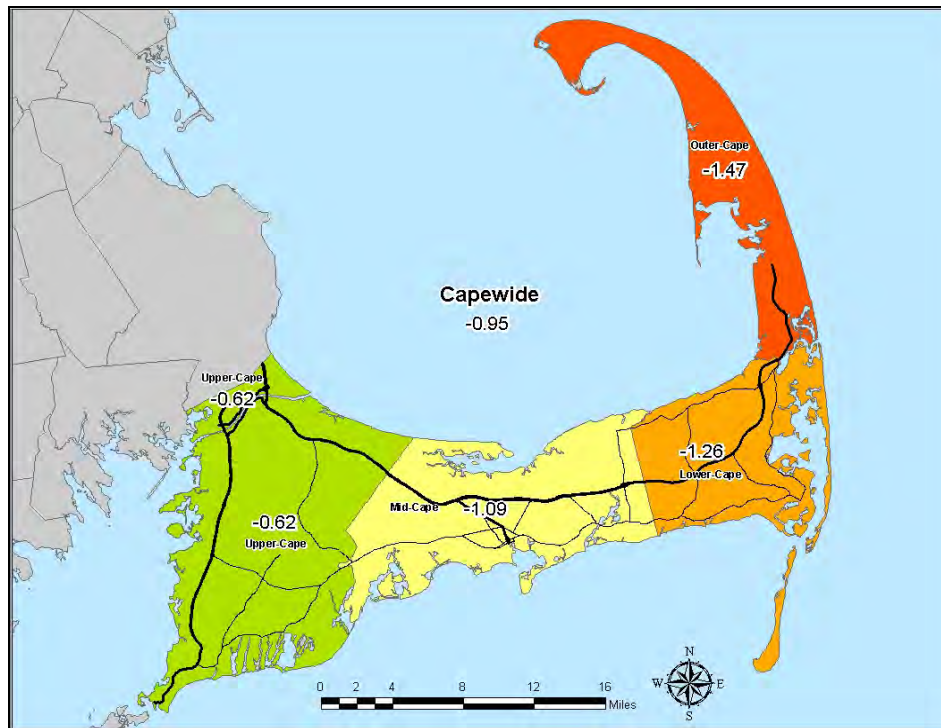 Outer-Cape
-1.47
Capewide
-0.95
Upper-Cape
-0.62
-1.26
Lower-Cape
Mid-Cape
-1.09
-0.62
Upper-Cape
N
W E
S
0 2 4 8 12 16
Miles